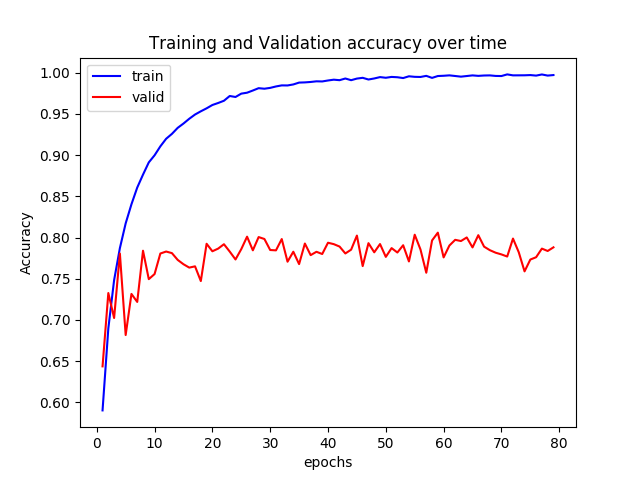 Training and Validation accuracy over time
train
valid
Accuracy
1.00
0.95
0.90
0.85
0.80
0.75
0.70
0.65
0.60
0 10 20 30 40 50 60 70 80
epochs